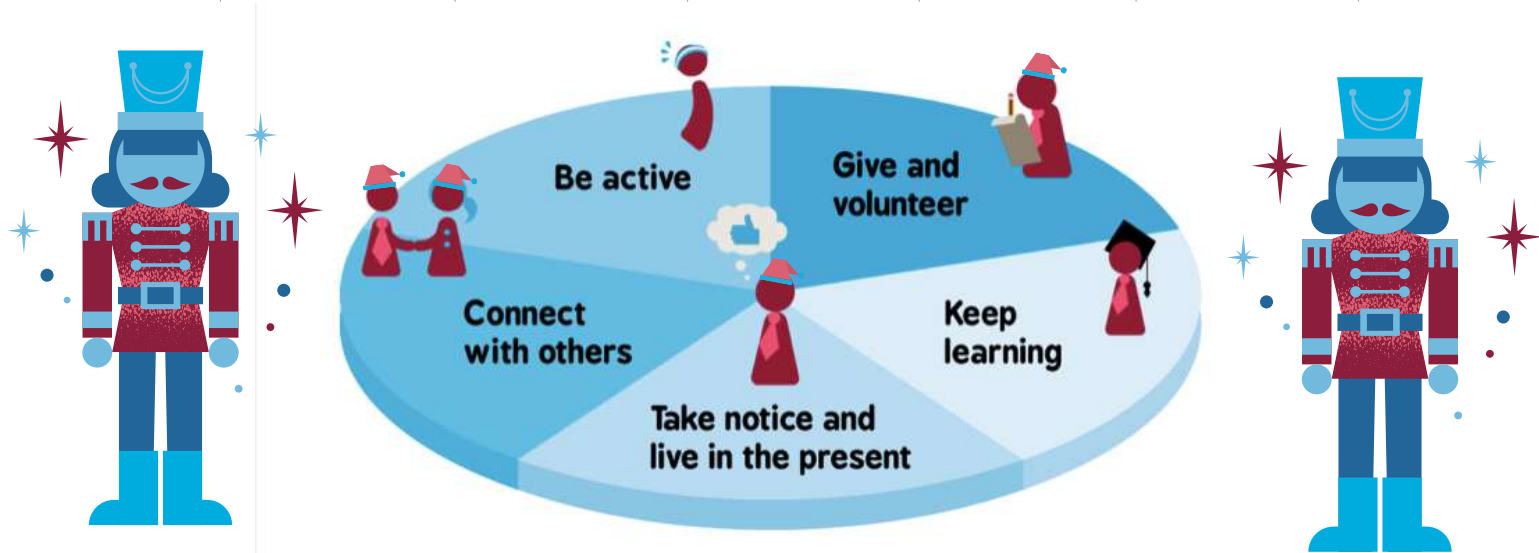 Be active
Give and
volunteer
Connect
with others
Keep
learning
Take notice and
live in the present